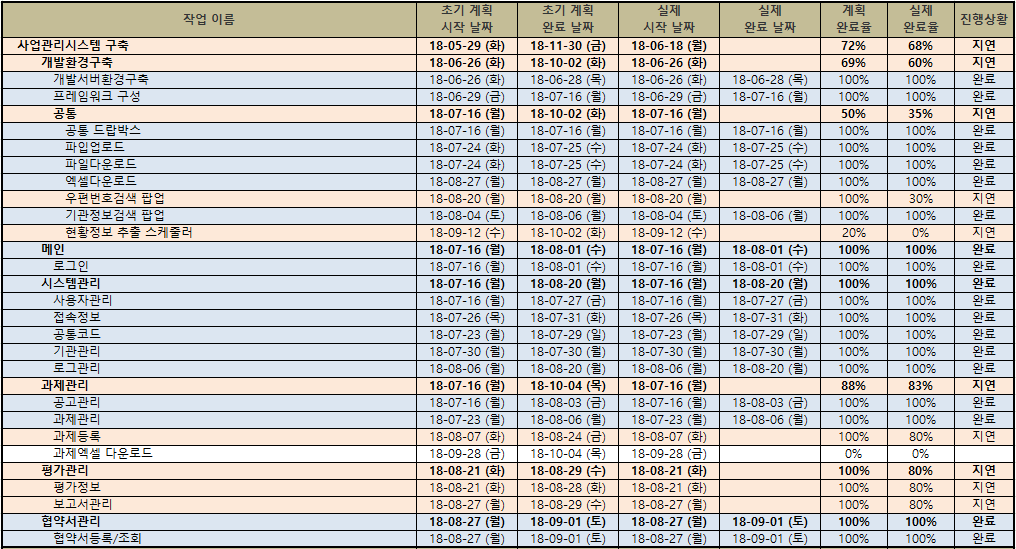 작업 이름 초기 계획 시작 날짜 초기 계획 완료 날짜 실제 시작 날짜 실제 완료 날짜 계획 완료율 실제 완료율 진행상황
사업관리시스템 구축 18-05-29 (화) 18-11-30 (금) 18-06-18 (월) 72% 68% 지연
개발환경구축 18-06-26 (화) 18-10-02 (화) 18-06-26 (화) 69% 60% 지연
개발서버환경구축 18-06-26 (화) 18-06-28 (목) 18-06-26 (화) 18-06-28 (목) 100% 100% 완료
프레임워크 구성 18-06-29 (금) 18-07-16 (월) 18-06-29 (금) 18-07-16 (월) 100% 100% 완료
공통 18-07-16 (월) 18-10-02 (화) 18-07-16 (월) 50% 35% 지연
공통 드랍박스 18-07-16 (월) 18-07-16 (월) 18-07-16 (월) 18-07-16 (월) 100% 100% 완료
파입업로드 18-07-24 (화) 18-07-25 (수) 18-07-24 (화) 18-07-25 (수) 100% 100% 완료
파일다운로드 18-07-24 (화) 18-07-25 (수) 18-07-24 (화) 18-07-25 (수) 100% 100% 완료
엑셀다운로드 18-08-27 (월) 18-08-27 (월) 18-08-27 (월) 18-08-27 (월) 100% 100% 완료
우편번호검색 팝업 18-08-20 (월) 18-08-20 (월) 18-08-20 (월) 100% 30% 지연
기관정보검색 팝업 18-08-04 (토) 18-08-06 (월) 18-08-04 (토) 18-08-06 (월) 100% 100% 완료
현황정보 추출 스케줄러 18-09-12 (수) 18-10-02 (화) 18-09-12 (수) 20% 0% 지연
메인 18-07-16 (월) 18-08-01 (수) 18-07-16 (월) 18-08-01 (수) 100% 100% 완료
로그인 18-07-16 (월) 18-08-01 (수) 18-07-16 (월) 18-08-01 (수) 100% 100% 완료
시스템관리 18-07-16 (월) 18-08-20 (월) 18-07-16 (월) 18-08-20 (월) 100% 100% 완료
사용자관리 18-07-16 (월) 18-07-27 (금) 18-07-16 (월) 18-07-27 (금) 100% 100% 완료
접속정보 18-07-26 (목) 18-07-31 (화) 18-07-26 (목) 18-07-31 (화) 100% 100% 완료
공통코드 18-07-23 (월) 18-07-29 (일) 18-07-23 (월) 18-07-29 (일) 100% 100% 완료
기관관리 18-07-30 (월) 18-07-30 (월) 18-07-30 (월) 18-07-30 (월) 100% 100% 완료
로그관리 18-08-06 (월) 18-08-20 (월) 18-08-06 (월) 18-08-20 (월) 100% 100% 완료
과제관리 18-07-16 (월) 18-10-04 (목) 18-07-16 (월) 88% 83% 지연
공고관리 18-07-16 (월) 18-08-03 (금) 18-07-16 (월) 18-08-03 (금) 100% 100% 완료
과제관리 18-07-23 (월) 18-08-06 (월) 18-07-23 (월) 18-08-06 (월) 100% 100% 완료
과제등록 18-08-07 (화) 18-08-24 (금) 18-08-07 (화) 100% 80% 지연
과제엑셀 다운로드 18-09-28 (금) 18-10-04 (목) 18-09-28 (금) 0% 0%
평가관리 18-08-21 (화) 18-08-29 (수) 18-08-21 (화) 100% 80% 지연
평가정보 18-08-21 (화) 18-08-28 (화) 18-08-21 (화) 100% 80% 지연
보고서관리 18-08-27 (월) 18-08-29 (수) 18-08-27 (월) 100% 80% 지연
협약서관리 18-08-27 (월) 18-09-01 (토) 18-08-27 (월) 18-09-01 (토) 100% 100% 완료
협약서등록/조회 18-08-27 (월) 18-09-01 (토) 18-08-27 (월) 18-09-01 (토) 100% 100% 완료